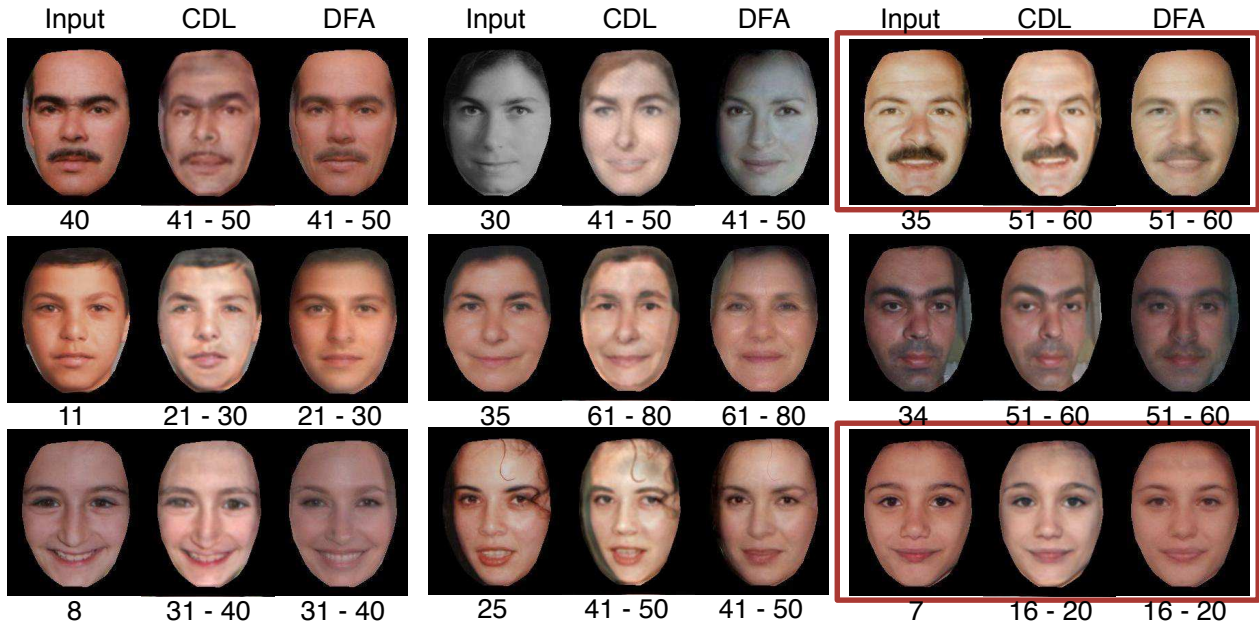 Input CDL DFA Input CDL DFA Input CDL DFA
40 41 - 50 41 - 50 30 41 - 50 41 - 50 35 51 - 60 51 - 60
11 21 - 30 21 - 30 35 61 - 80 61 - 80 34 51 - 60 51 - 60
8 31 - 40 31 - 40 25 41 - 50 41 - 50 7 16 - 20 16 - 20